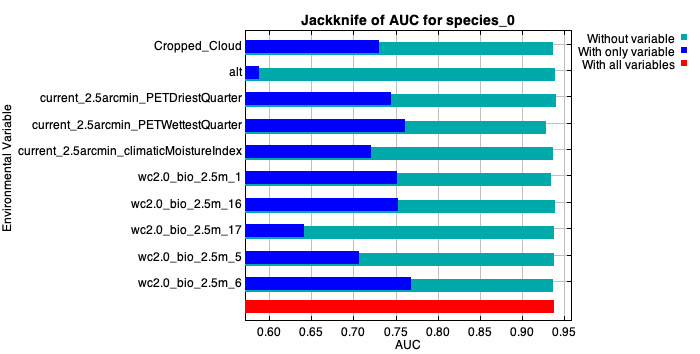 Jackknife of AUC for species_0
Without variable
With only variable
With all variables
Environmental Variable
Cropped_Cloud
alt
current_2.5arcmin_PETDriestQuarter
current_2.5arcmin_PETWettestQuarter
current_2.5arcmin_climaticMoistureIndex
wc2.0_bio_2.5m_1
wc2.0_bio_2.5m_16
wc2.0_bio_2.5m_17
wc2.0_bio_2.5m_5
wc2.0_bio_2.5m_6
0.60 0.65 0.70 0.75 0.80 0.85 0.90 0.95
AUC